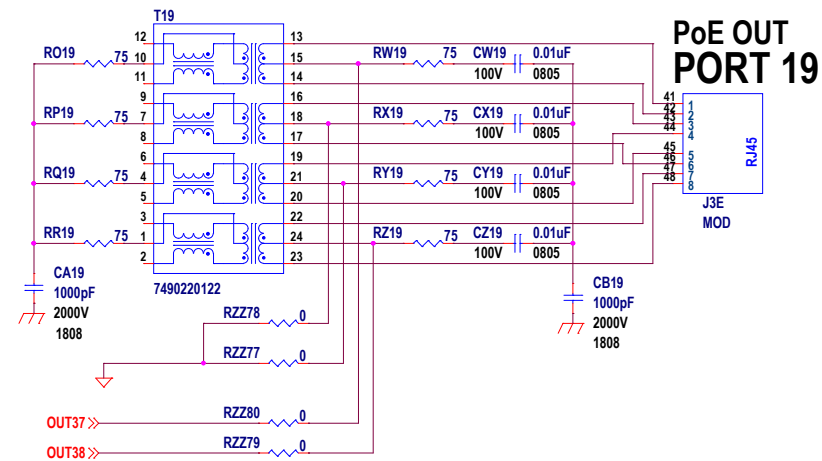 T19
PoE OUT
PORT 19
12
10
11
9
7
8
6
4
5
3
1
2
13
15
14
16
18
17
19
21
20
22
24
23
RO19 75
RP19 75
RQ19 75
RR19 75
RW19 75 CW19 0.01uF
100V 0805
RX19 75 CX19 0.01uF
100V 0805
RY19 75 CY19 0.01uF
100V 0805
RZ19 75 CZ19 0.01uF
100V 0805
41
42
43
44
45
46
47
48
1
2
3
4
5
6
7
8
RJ45
J3E
MOD
CA19
1000pF
2000V
1808
7490220122
CB19
1000pF
2000V
1808
RZZ78 0
RZZ77 0
OUT37 RZZ80 0
OUT38 RZZ79 0